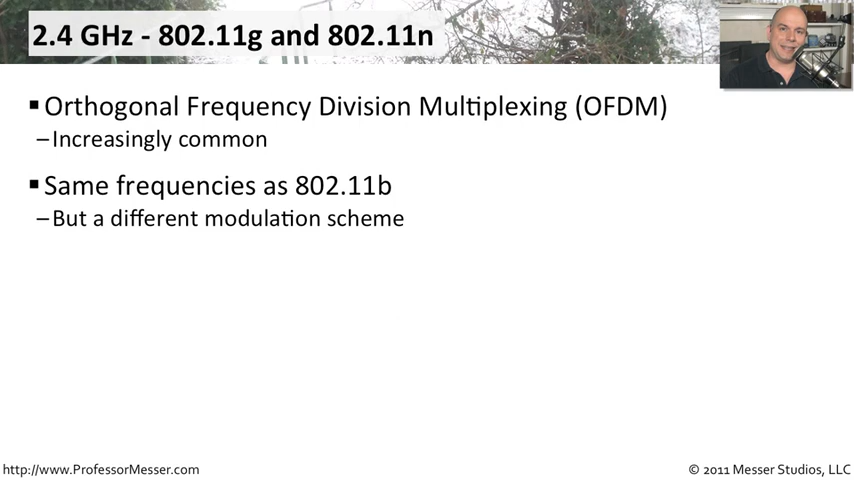 2.4 GHz - 802.11g and 802.11n
▪ Orthogonal Frequency Division Multiplexing (OFDM)
– Increasingly common
▪ Same frequencies as 802.11b
– But a different modulation scheme
http://www.ProfessorMesser.com
© 2011 Messer Studios, LLC